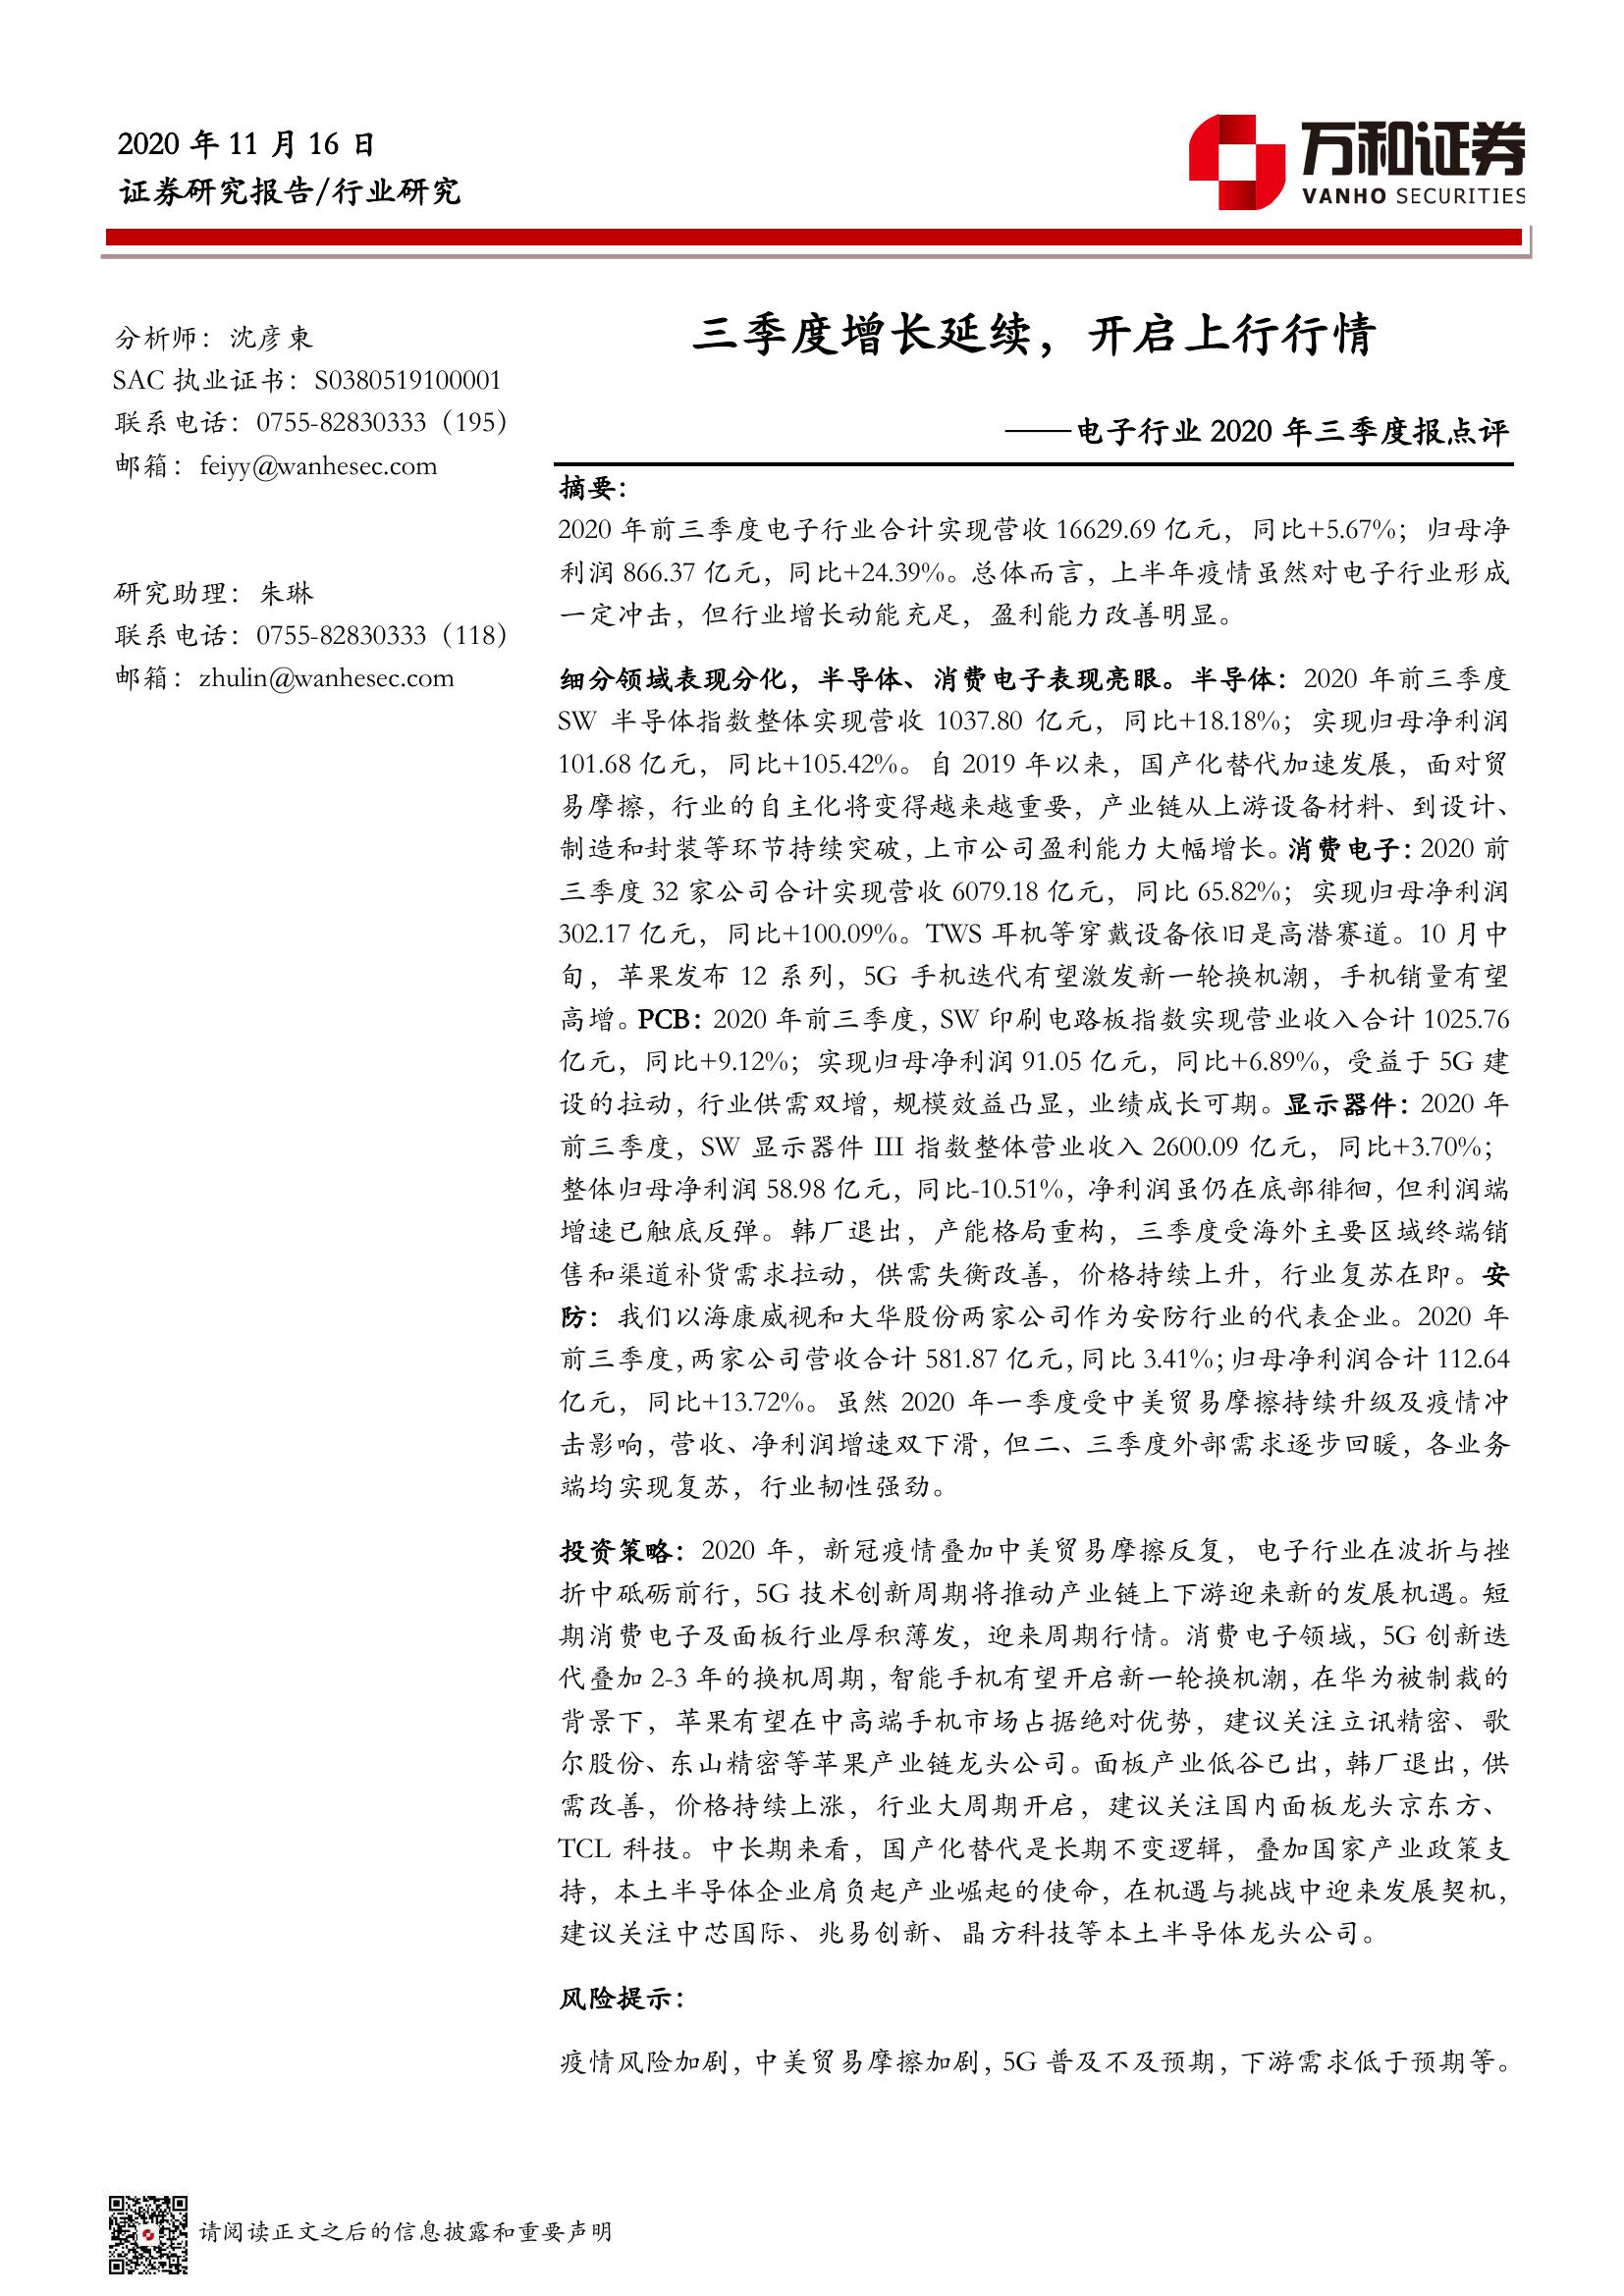 2020 年 11 月 16 日
证券研究报告/行业研究
万和证券
VANHO SECURITIES
分析师：沈彦東
SAC 执业证书：S0380519100001
联系电话：0755-82830333（195）
邮箱：feiyy@wanhesec.com
研究助理：朱琳
联系电话：0755-82830333（118）
邮箱：zhulin@wanhesec.com
三季度增长延续，开启上行行情
——电子行业 2020 年三季度报点评
摘要：
2020 年前三季度电子行业合计实现营收 16629.69 亿元，同比+5.67%；归母净
利润 866.37 亿元，同比+24.39%。总体而言，上半年疫情虽然对电子行业形成
一定冲击，但行业增长动能充足，盈利能力改善明显。
细分领域表现分化，半导体、消费电子表现亮眼。半导体：2020 年前三季度
SW 半导体指数整体实现营收 1037.80 亿元，同比+18.18%；实现归母净利润
101.68 亿元，同比+105.42%。自 2019 年以来，国产化替代加速发展，面对贸
易摩擦，行业的自主化将变得越来越重要，产业链从上游设备材料、到设计、
制造和封装等环节持续突破，上市公司盈利能力大幅增长。消费电子：2020 前
三季度 32 家公司合计实现营收 6079.18 亿元，同比 65.82%；实现归母净利润
302.17 亿元，同比+100.09%。TWS 耳机等穿戴设备依旧是高潜赛道。10 月中
旬，苹果发布 12 系列，5G 手机迭代有望激发新一轮换机潮，手机销量有望
高增。PCB：2020 年前三季度，SW 印刷电路板指数实现营业收入合计 1025.76
亿元，同比+9.12%；实现归母净利润 91.05 亿元，同比+6.89%，受益于 5G 建
设的拉动，行业供需双增，规模效益凸显，业绩成长可期。显示器件：2020 年
前三季度，SW 显示器件 III 指数整体营业收入 2600.09 亿元，同比+3.70%；
整体归母净利润 58.98 亿元，同比-10.51%，净利润虽仍在底部徘徊，但利润端
增速已触底反弹。韩厂退出，产能格局重构，三季度受海外主要区域终端销
售和渠道补货需求拉动，供需失衡改善，价格持续上升，行业复苏在即。安
防：我们以海康威视和大华股份两家公司作为安防行业的代表企业。2020 年
前三季度，两家公司营收合计 581.87 亿元，同比 3.41%；归母净利润合计 112.64
亿元，同比+13.72%。虽然 2020 年一季度受中美贸易摩擦持续升级及疫情冲
击影响，营收、净利润增速双下滑，但二、三季度外部需求逐步回暖，各业务
端均实现复苏，行业韧性强劲。
投资策略：2020 年，新冠疫情叠加中美贸易摩擦反复，电子行业在波折与挫
折中砥砺前行，5G 技术创新周期将推动产业链上下游迎来新的发展机遇。短
期消费电子及面板行业厚积薄发，迎来周期行情。消费电子领域，5G 创新迭
代叠加 2-3 年的换机周期，智能手机有望开启新一轮换机潮，在华为被制裁的
背景下，苹果有望在中高端手机市场占据绝对优势，建议关注立讯精密、歌
尔股份、东山精密等苹果产业链龙头公司。面板产业低谷已出，韩厂退出，供
需改善，价格持续上涨，行业大周期开启，建议关注国内面板龙头京东方、
TCL 科技。中长期来看，国产化替代是长期不变逻辑，叠加国家产业政策支
持，本土半导体企业肩负起产业崛起的使命，在机遇与挑战中迎来发展契机，
建议关注中芯国际、兆易创新、晶方科技等本土半导体龙头公司。
风险提示：
疫情风险加剧，中美贸易摩擦加剧，5G 普及不及预期，下游需求低于预期等。
请阅读正文之后的信息披露和重要声明